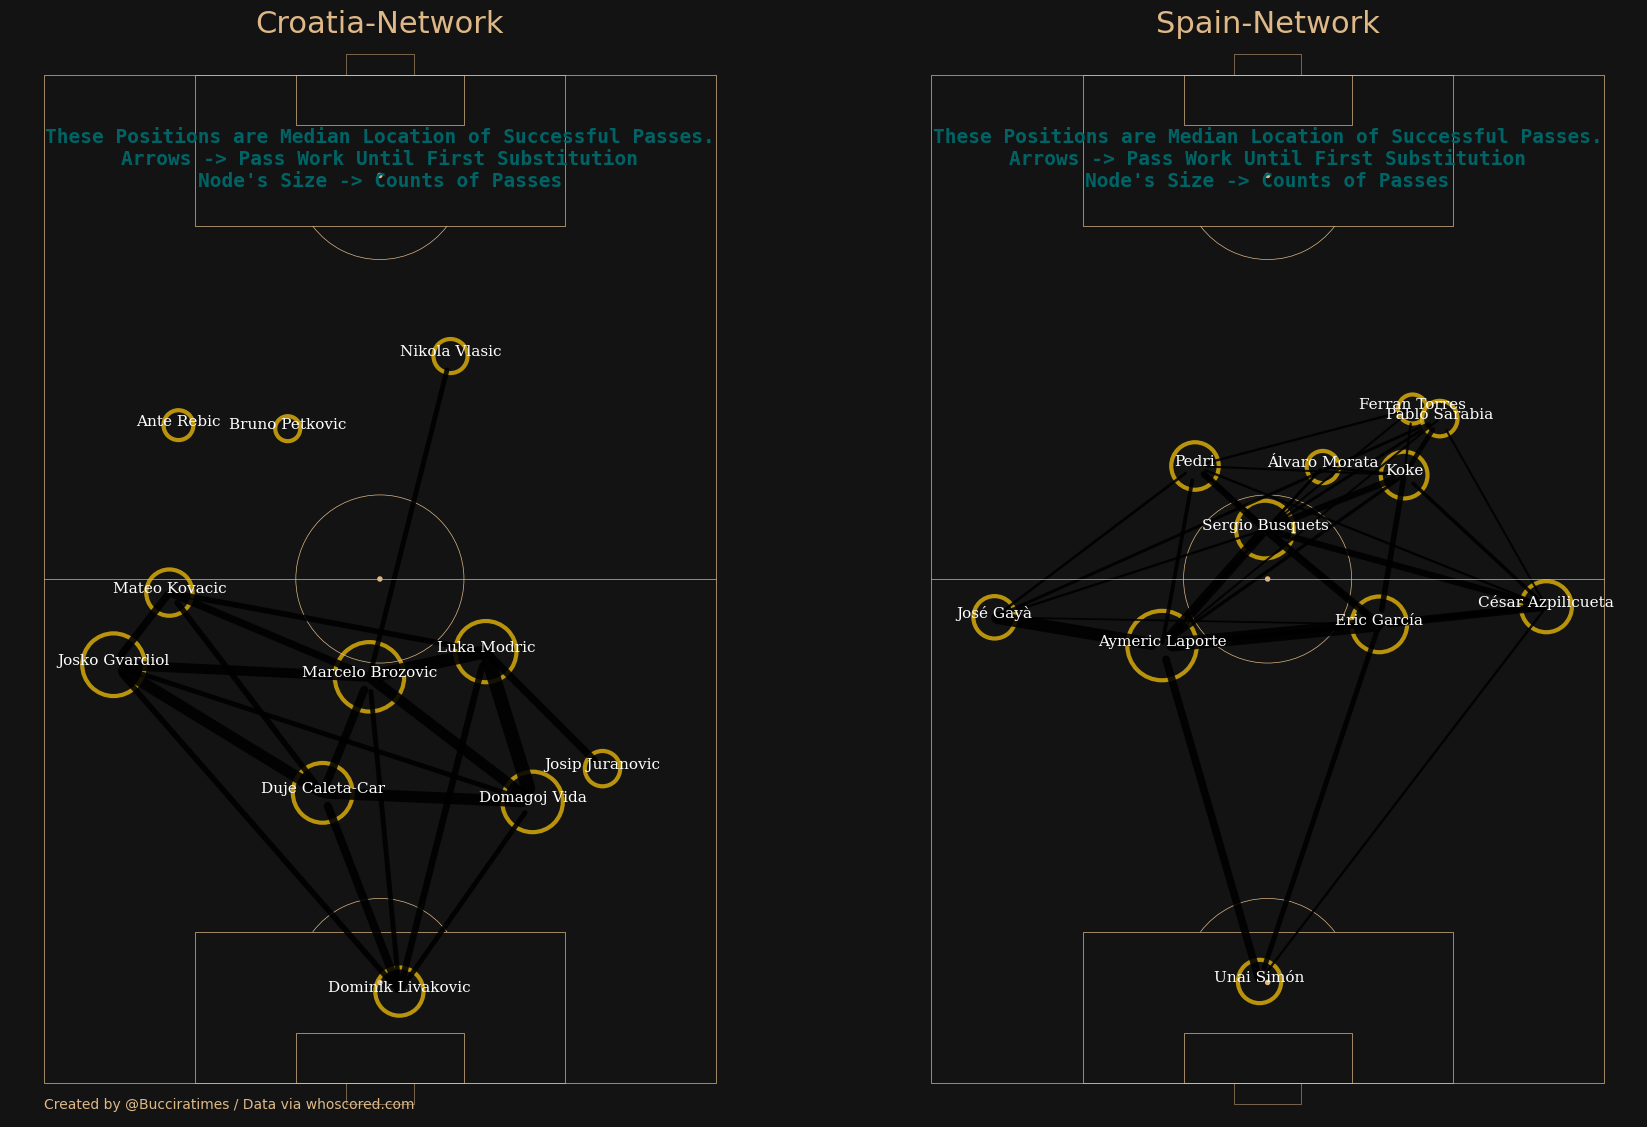 Croatia-Network
These Positions are Median Location of Successful Passes.
Arrows -> Pass Work Until First Substitution
Node's Size -> Counts of Passes
Nikola Vlasic
Ante Rebic
Bruno Petkovic
Mateo Kovacic
Luka Modric
Josko Gvardiol
Marcelo Brozovic
Josip Juranovic
Duje Caleta-Car
Domagoj Vida
Dominik Livakovic
Created by @Bucciratimes / Data via whoscored.com
Spain-Network
These Positions are Median Location of Successful Passes.
Arrows -> Pass Work Until First Substitution
Node's Size -> Counts of Passes
Ferran Torres
Pablo Sarabia
Pedri
Álvaro Morata
Koke
Sergio Busquets
César Azpilicueta
José Gayà
Eric García
Aymeric Laporte
Unai Simón